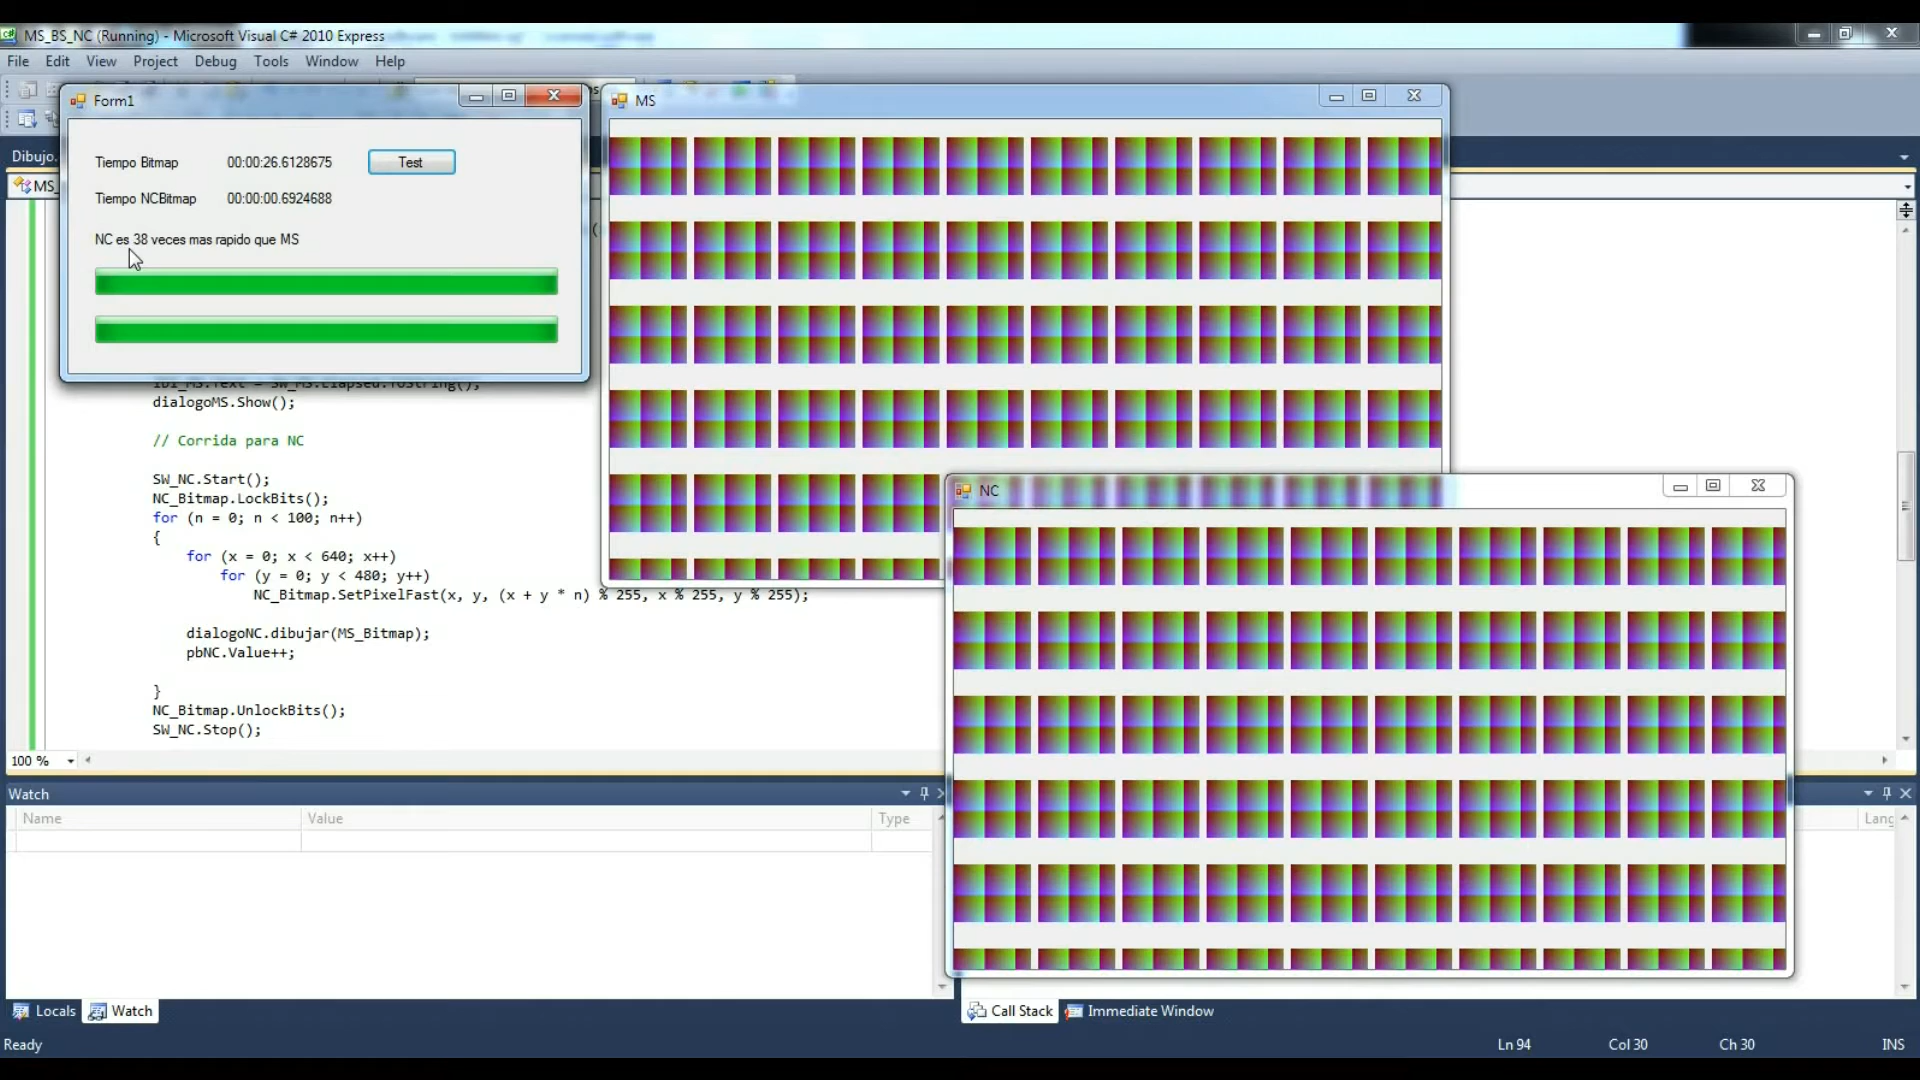 MS_BS_NC (Running) - Microsoft Visual C# 2010 Express
File Edit View Project Debug Tools Window Help
Form1
Tiempo Bitmap 00:00:26.6128675 Test
Tiempo NCBitmap 00:00:00.6924688
NC es 38 veces mas rapido que MS
MS
NC
Dibujo.
MS_
dialogoMS.Show();
// Corrida para NC
SW_NC.Start();
NC_Bitmap.LockBits();
for (n = 0; n < 100; n++)
{
for (x = 0; x < 640; x++)
for (y = 0; y < 480; y++)
NC_Bitmap.SetPixelFast(x, y, (x + y * n) % 255, x % 255, y % 255);
dialogoNC.dibujar(MS_Bitmap);
pbNC.Value++;
}
NC_Bitmap.UnlockBits();
SW_NC.Stop();
100 %
Watch
Name Value Type
Lang
Locals Watch
Call Stack Immediate Window
Ready Ln 94 Col 30 Ch 30 INS